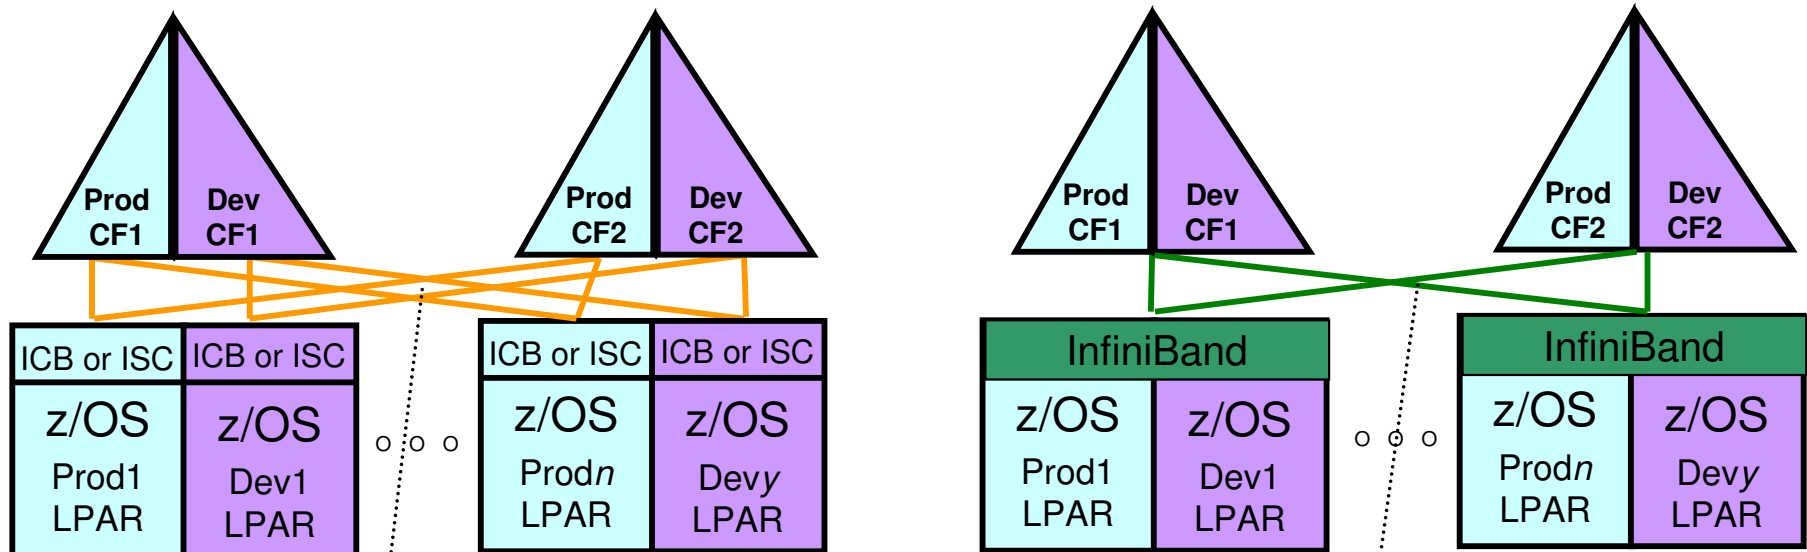 Prod
CF1
Dev
CF1
Prod
CF2
Dev
CF2
ICB or ISC
ICB or ISC
z/OS
Prod1
LPAR
z/OS
Dev1
LPAR
o o o
ICB or ISC
ICB or ISC
z/OS
Prodn
LPAR
z/OS
Devy
LPAR
Prod
CF1
Dev
CF1
Prod
CF2
Dev
CF2
InfiniBand
z/OS
Prod1
LPAR
z/OS
Dev1
LPAR
o o o
InfiniBand
z/OS
Prodn
LPAR
z/OS
Devy
LPAR